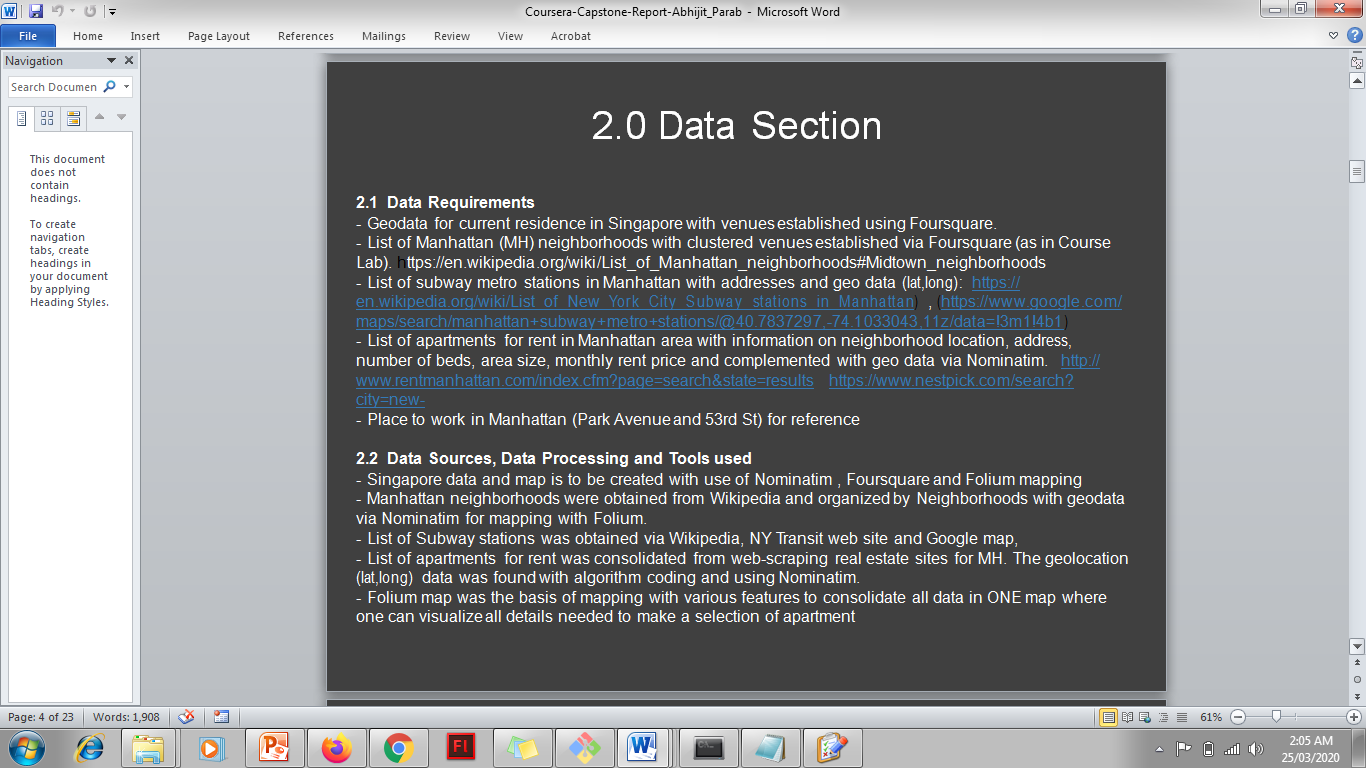 Coursera-Capstone-Report-Abhijit_Parab - Microsoft Word
File Home Insert Page Layout References Mailings Review View Acrobat
Navigation
Search Documen
This document
does not
contain
headings.
To create
navigation
tabs, create
headings in
your document
by applying
Heading Styles.
2.0 Data Section
2.1 Data Requirements
- Geodata for current residence in Singapore with venues established using Foursquare.
- List of Manhattan (MH) neighborhoods with clustered venues established via Foursquare (as in Course
Lab). https://en.wikipedia.org/wiki/List_of_Manhattan_neighborhoods#Midtown_neighborhoods
- List of subway metro stations in Manhattan with addresses and geo data (lat,long): https://
en.wikipedia.org/wiki/List_of_New_York_City_Subway_stations_in_Manhattan) , (https://www.google.com/
maps/search/manhattan+subway+metro+stations/@40.7837297,-74.1033043,11z/data=!3m1!4b1)
- List of apartments for rent in Manhattan area with information on neighborhood location, address,
number of beds, area size, monthly rent price and complemented with geo data via Nominatim. http://
www.rentmanhattan.com/index.cfm?page=search&state=results https://www.nestpick.com/search?
city=new-
- Place to work in Manhattan (Park Avenue and 53rd St) for reference
2.2 Data Sources, Data Processing and Tools used
- Singapore data and map is to be created with use of Nominatim , Foursquare and Folium mapping
- Manhattan neighborhoods were obtained from Wikipedia and organized by Neighborhoods with geodata
via Nominatim for mapping with Folium.
- List of Subway stations was obtained via Wikipedia, NY Transit web site and Google map,
- List of apartments for rent was consolidated from web-scraping real estate sites for MH. The geolocation
(lat,long) data was found with algorithm coding and using Nominatim.
- Folium map was the basis of mapping with various features to consolidate all data in ONE map where
one can visualize all details needed to make a selection of apartment
Page: 4 of 23 Words: 1,908 61%
2:05 AM
25/03/2020